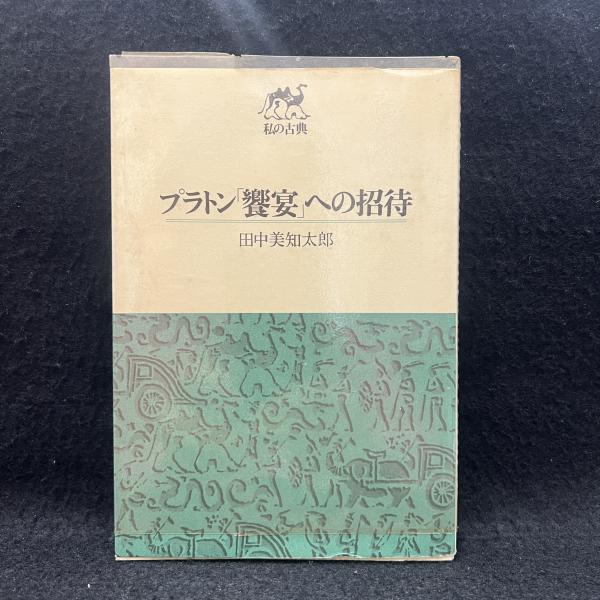 私の古典
プラトン「饗宴」への招待
田中美知太郎